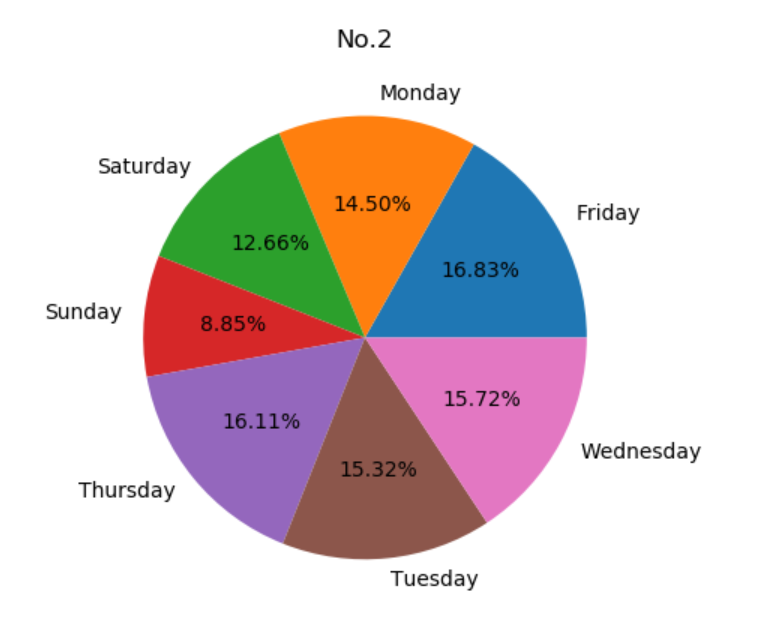 No.2
Monday
Saturday
Friday
14.50%
12.66%
16.83%
Sunday
8.85%
15.72%
16.11%
Wednesday
15.32%
Thursday
Tuesday